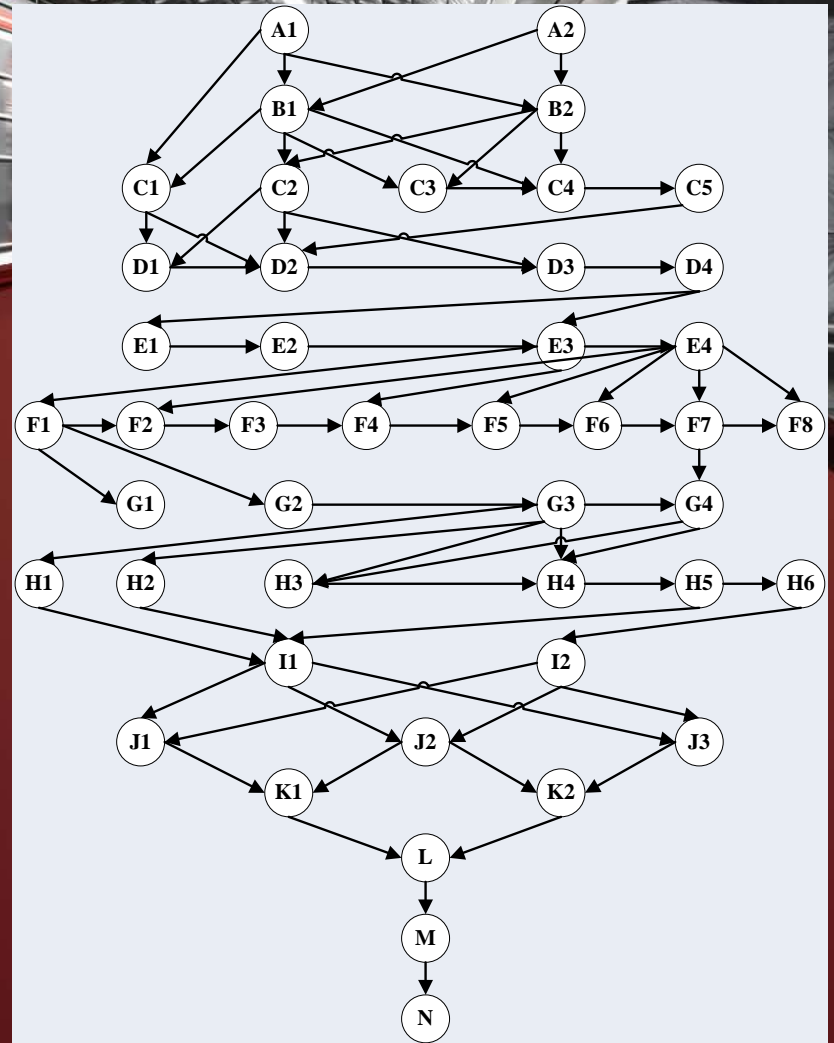 A1 A2
B1 B2
C1 C2 C3 C4 C5
D1 D2 D3 D4
E1 E2 E3 E4
F1 F2 F3 F4 F5 F6 F7 F8
G1 G2 G3 G4
H1 H2 H3 H4 H5 H6
I1 I2
J1 J2 J3
K1 K2
L
M
N